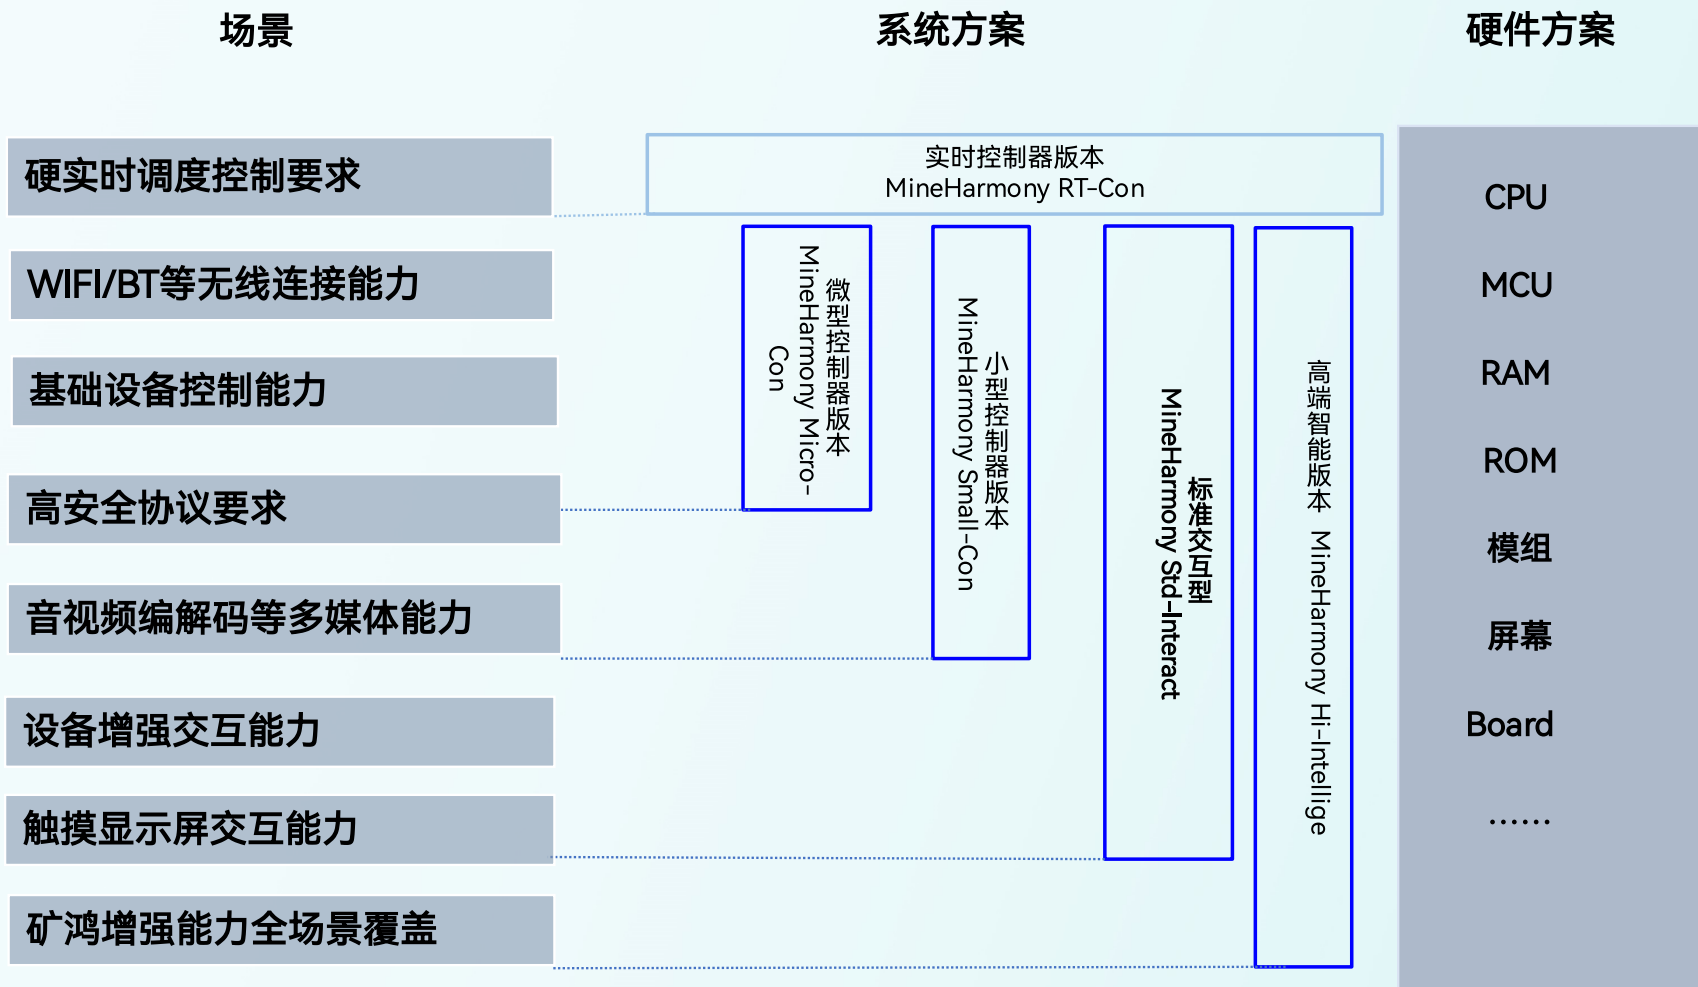 场景
系统方案
硬件方案
硬实时调度控制要求
WIFI/BT等无线连接能力
基础设备控制能力
高安全协议要求
音视频编解码等多媒体能力
设备增强交互能力
触摸显示屏交互能力
矿鸿增强能力全场景覆盖
实时控制器版本
MineHarmony RT-Con
微型控制器版本
MineHarmony Micro-
Con
小型控制器版本
MineHarmony Small-Con
标准交互型
MineHarmony Std-Interact
高端智能版本 MineHarmony Hi-Intellige
CPU
MCU
RAM
ROM
模组
屏幕
Board
……